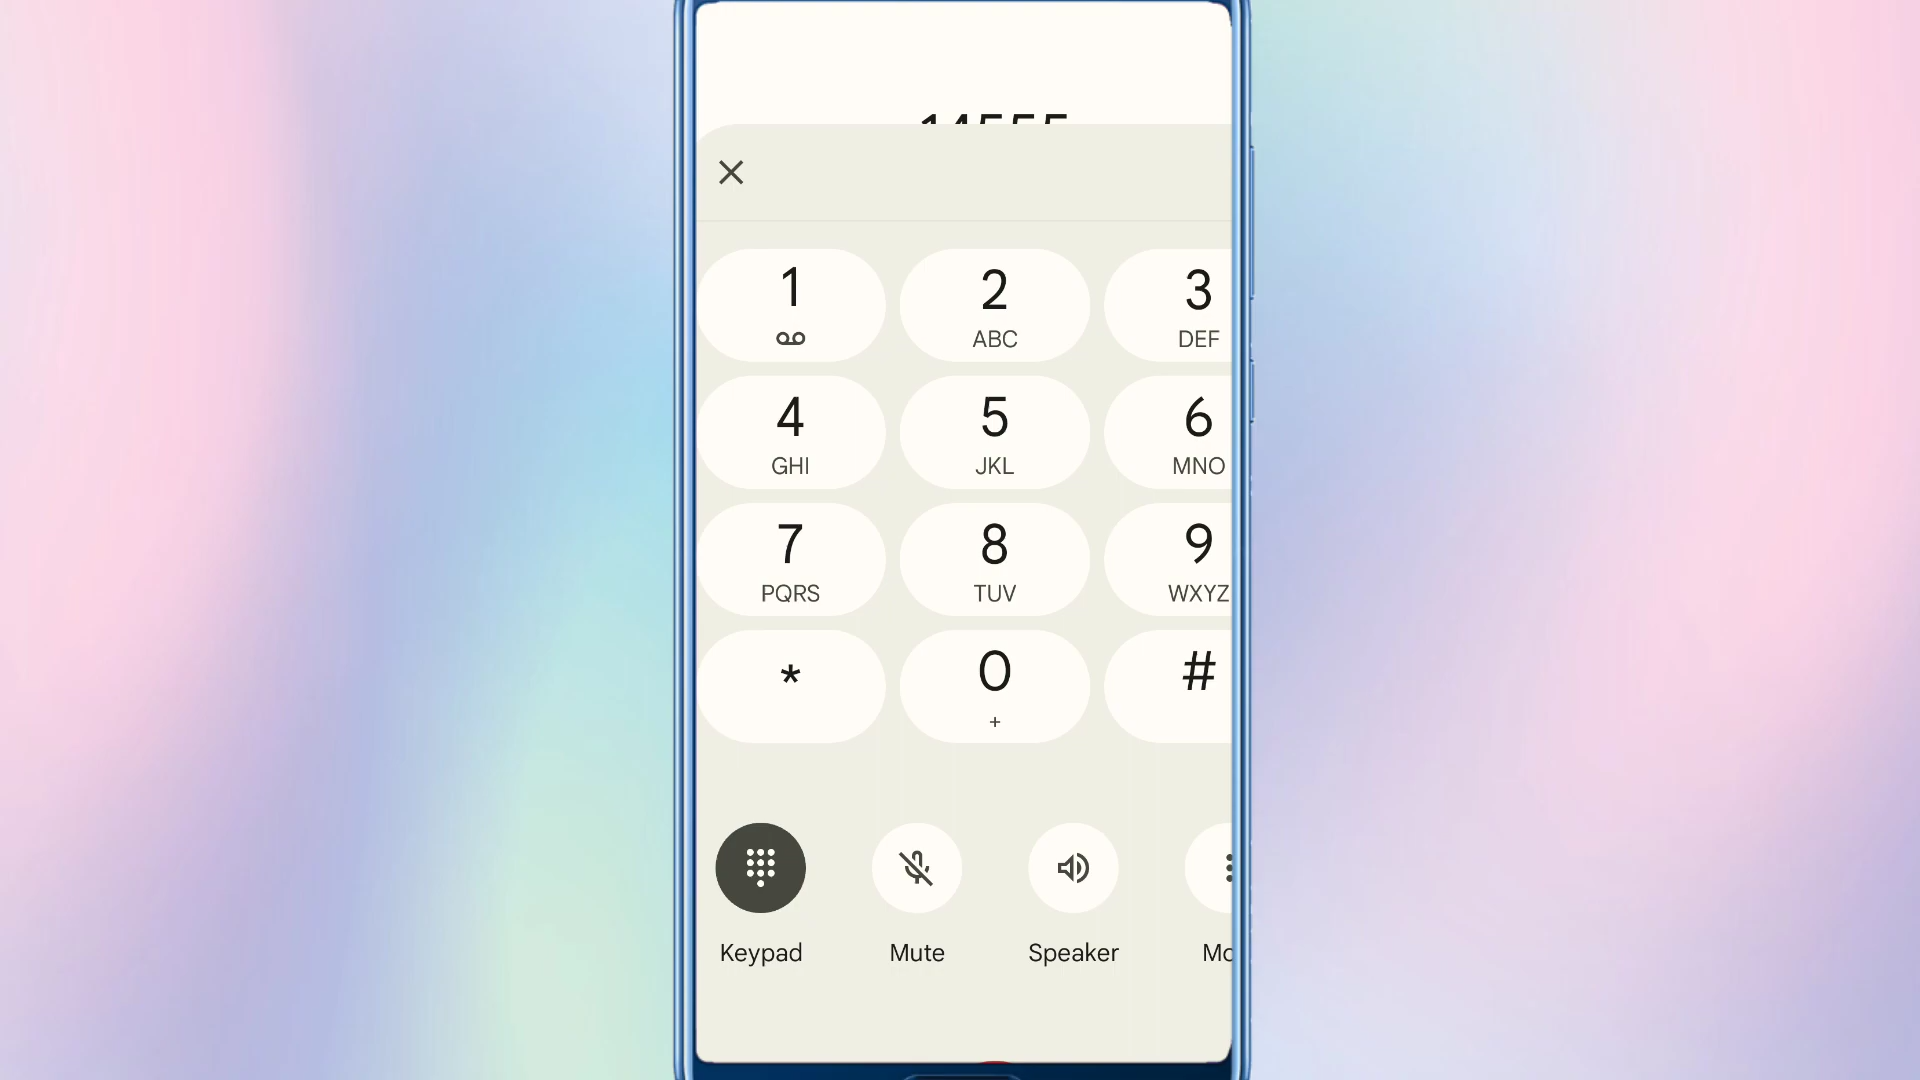 14555
1 2 3
ABC DEF
4 5 6
GHI JKL MNO
7 8 9
PQRS TUV WXYZ
* 0 #
+
Keypad Mute Speaker